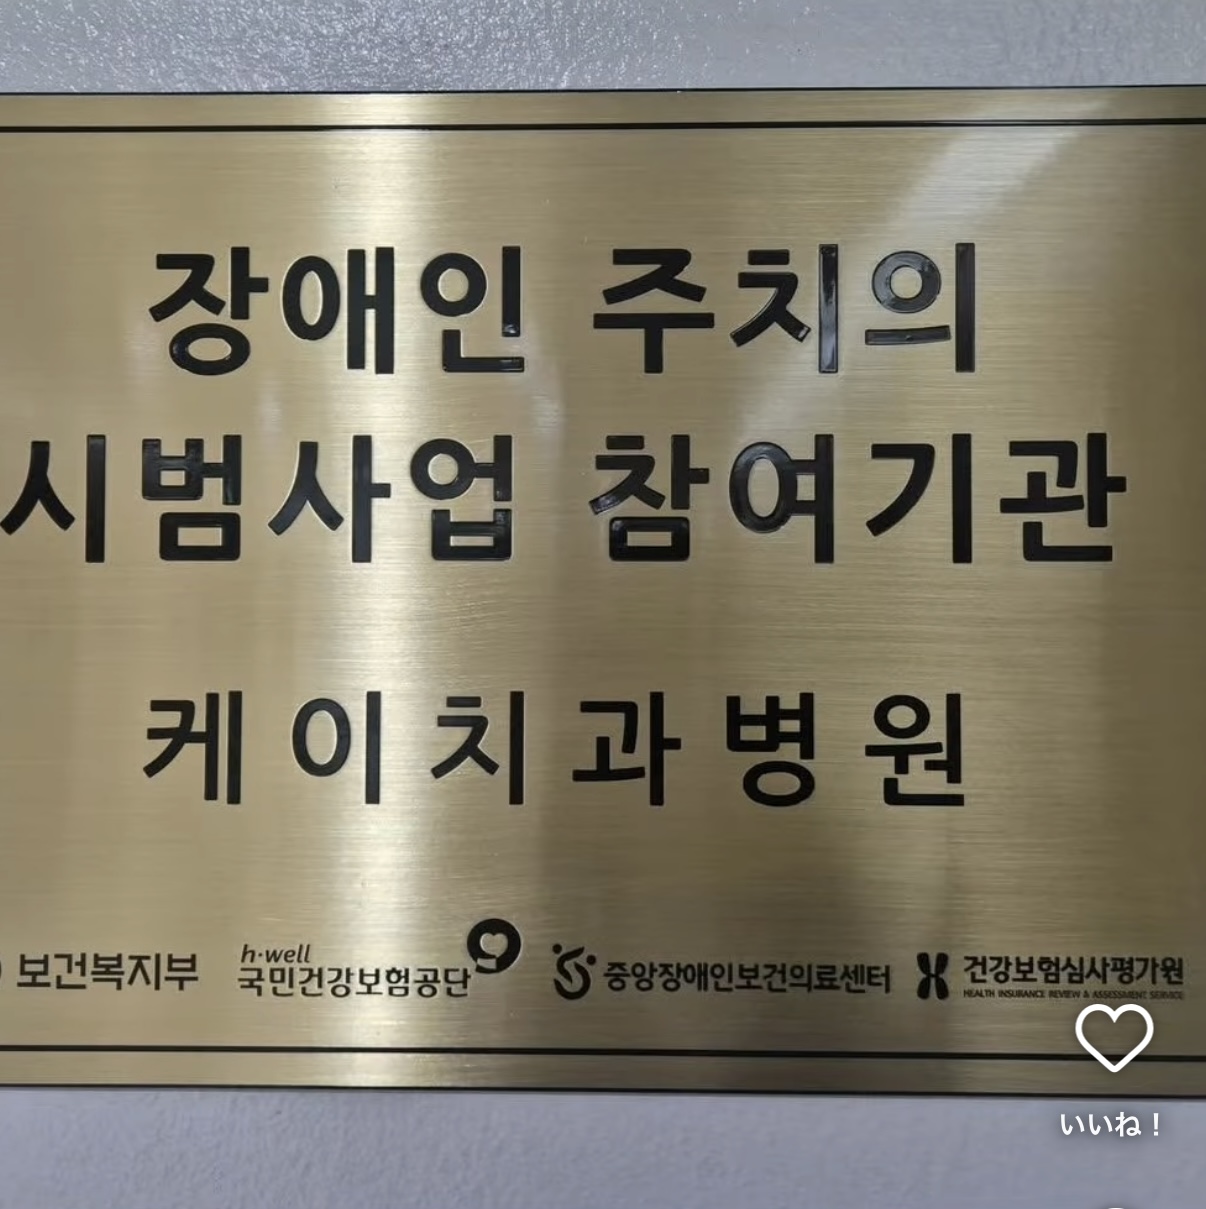 장애인 주치의
시범사업 참여기관
케이치과병원
보건복지부
h·well
국민건강보험공단
중앙장애인보건의료센터
건강보험심사평가원
HEALTH INSURANCE REVIEW & ASSESSMENT SERVICE
いいね！